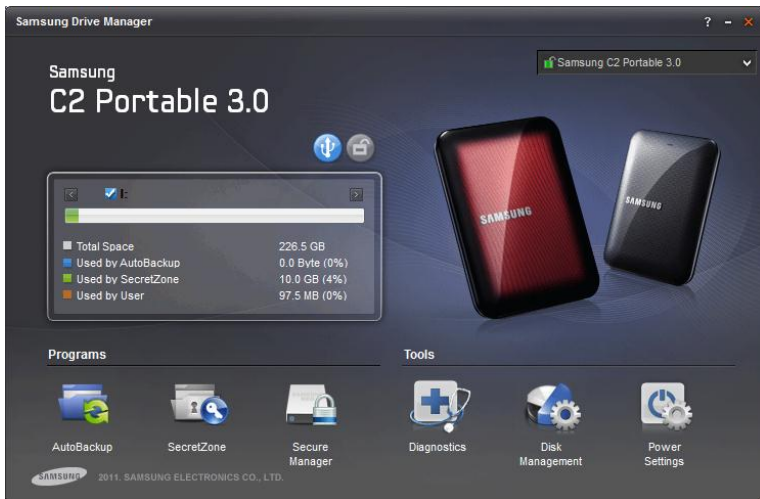 Samsung Drive Manager
? – ×
Samsung C2 Portable 3.0
Samsung
C2 Portable 3.0
I:
Total Space 226.5 GB
Used by AutoBackup 0.0 Byte (0%)
Used by SecretZone 10.0 GB (4%)
Used by User 97.5 MB (0%)
SAMSUNG
SAMSUNG
Programs
Tools
AutoBackup
SecretZone
Secure
Manager
Diagnostics
Disk
Management
Power
Settings
SAMSUNG 2011. SAMSUNG ELECTRONICS CO., LTD.